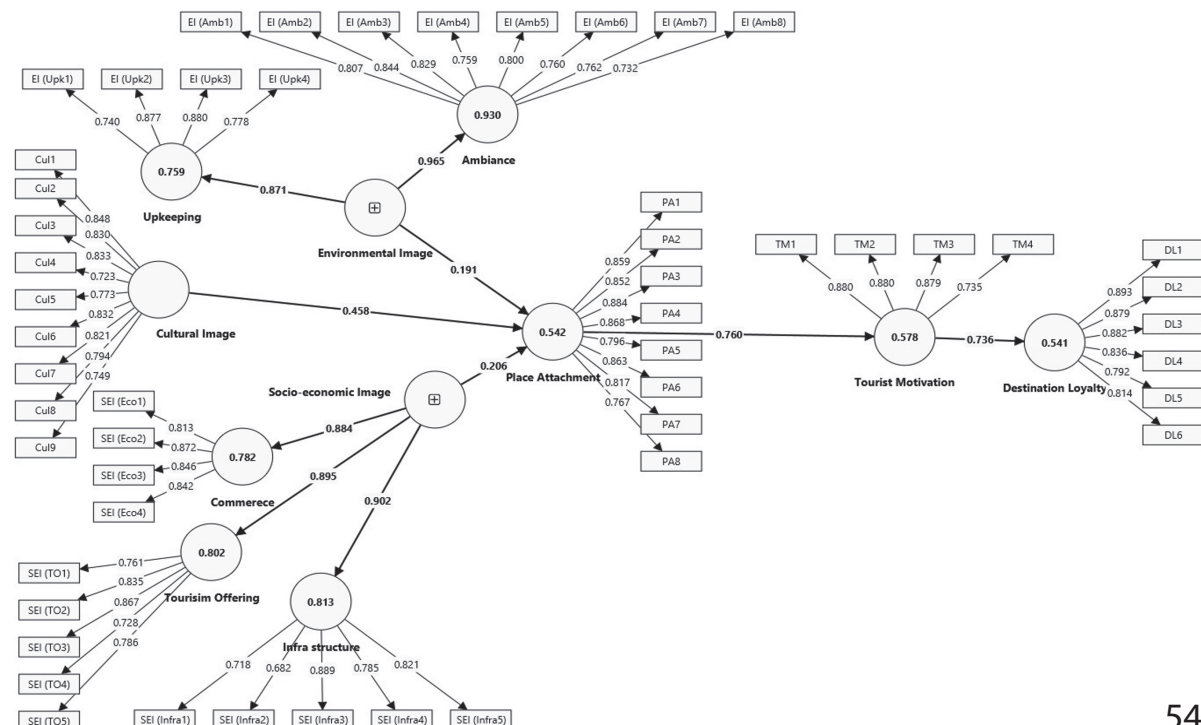 EI (Amb1) EI (Amb2) EI (Amb3) EI (Amb4) EI (Amb5) EI (Amb6) EI (Amb7) EI (Amb8)
0.807 0.844 0.829 0.759 0.800 0.760 0.762 0.732
0.930
Ambiance
EI (Upk1) EI (Upk2) EI (Upk3) EI (Upk4)
0.740 0.877 0.880 0.778
0.759
Upkeeping
0.965
0.871
Environmental Image
0.191
Cul1
Cul2
Cul3
Cul4
Cul5
Cul6
Cul7
Cul8
Cul9
0.848
0.830
0.833
0.723
0.773
0.832
0.821
0.794
0.749
Cultural Image
0.458
PA1
PA2
PA3
PA4
PA5
PA6
PA7
PA8
0.859
0.852
0.884
0.868
0.796
0.863
0.817
0.767
0.542
Place Attachment
0.760
TM1 TM2 TM3 TM4
0.880 0.880 0.879 0.735
0.578
Tourist Motivation
0.736
DL1
DL2
DL3
DL4
DL5
DL6
0.893
0.879
0.882
0.836
0.792
0.814
0.541
Destination Loyalty
0.206
Socio-economic Image
0.884
0.895
0.902
SEI (Eco1)
SEI (Eco2)
SEI (Eco3)
SEI (Eco4)
0.813
0.872
0.846
0.842
0.782
Commerece
0.802
Tourisim Offering
SEI (TO1)
SEI (TO2)
SEI (TO3)
SEI (TO4)
SEI (TO5)
0.761
0.835
0.867
0.728
0.786
0.813
Infra structure
0.718 0.682 0.889 0.785 0.821
SEI (Infra1) SEI (Infra2) SEI (Infra3) SEI (Infra4) SEI (Infra5)
54